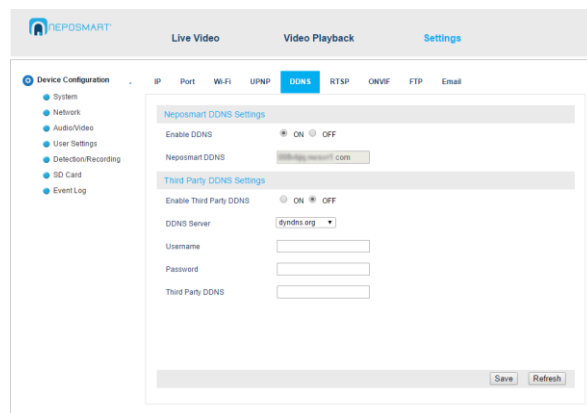 NEPOSMART
Live Video
Video Playback
Settings
Device Configuration
System
Network
Audio/Video
User Settings
Detection/Recording
SD Card
Event Log
IP
Port
Wi-Fi
UPNP
DDNS
RTSP
ONVIF
FTP
Email
Neposmart DDNS Settings
Enable DDNS
ON
OFF
Neposmart DDNS
com
Third Party DDNS Settings
Enable Third Party DDNS
ON
OFF
DDNS Server
dyndns.org
Username
Password
Third Party DDNS
Save
Refresh